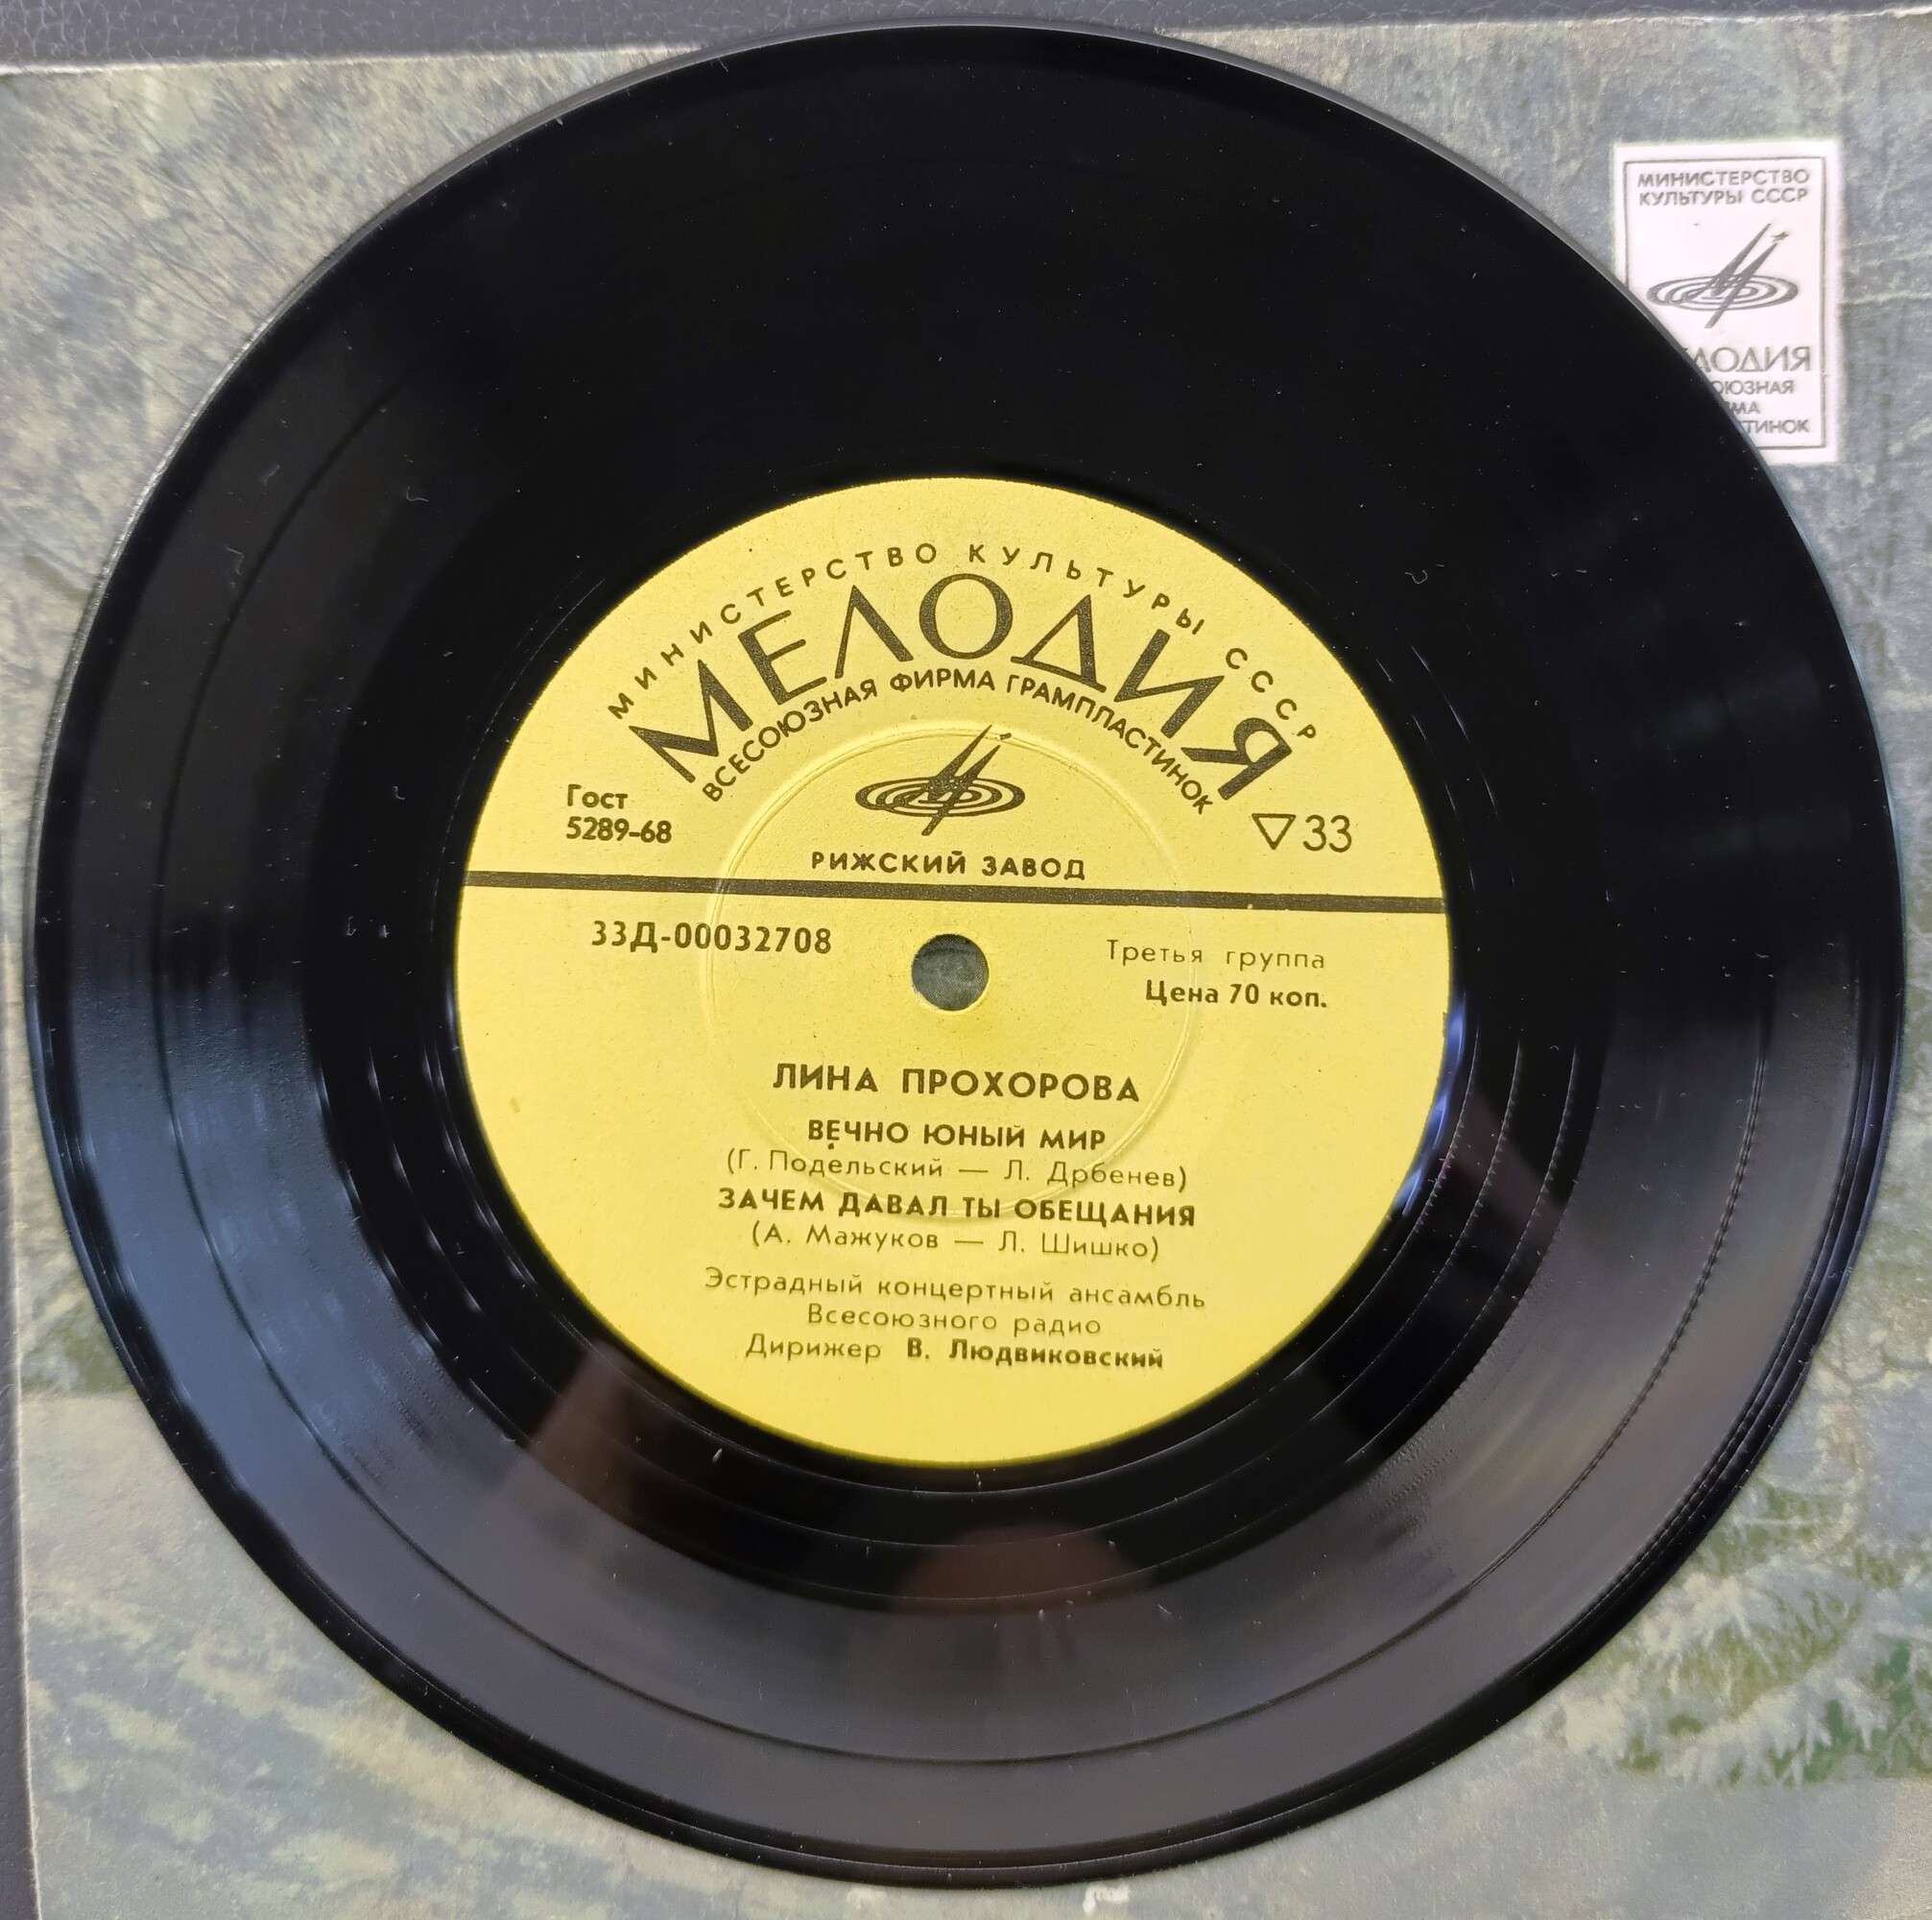 МИНИСТЕРСТВО
КУЛЬТУРЫ СССР
МИНИСТЕРСТВО КУЛЬТУРЫ СССР
МЕЛОДИЯ
ВСЕСОЮЗНАЯ ФИРМА ГРАМПЛАСТИНОК
Гост
5289-68
▽33
РИЖСКИЙ ЗАВОД
33Д-00032708
Третья группа
Цена 70 коп.
ЛИНА ПРОХОРОВА
ВЕЧНО ЮНЫЙ МИР
(Г. Подельский — Л. Дрбенев)
ЗАЧЕМ ДАВАЛ ТЫ ОБЕЩАНИЯ
(А. Мажуков — Л. Шишко)
Эстрадный концертный ансамбль
Всесоюзного радио
Дирижер В. Людвиковский